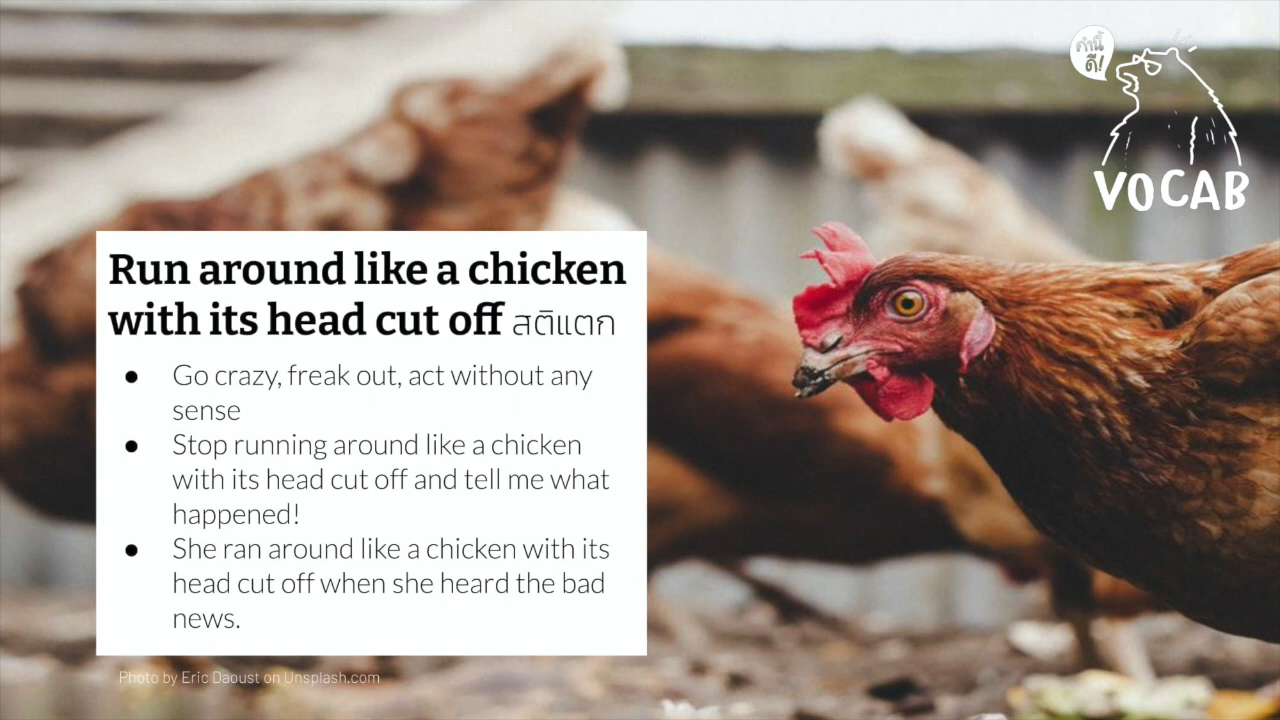 คำนี้
ดี!
VOCAB
Run around like a chicken
with its head cut off สติแตก
● Go crazy, freak out, act without any
sense
● Stop running around like a chicken
with its head cut off and tell me what
happened!
● She ran around like a chicken with its
head cut off when she heard the bad
news.
Photo by Eric Daoust on Unsplash.com